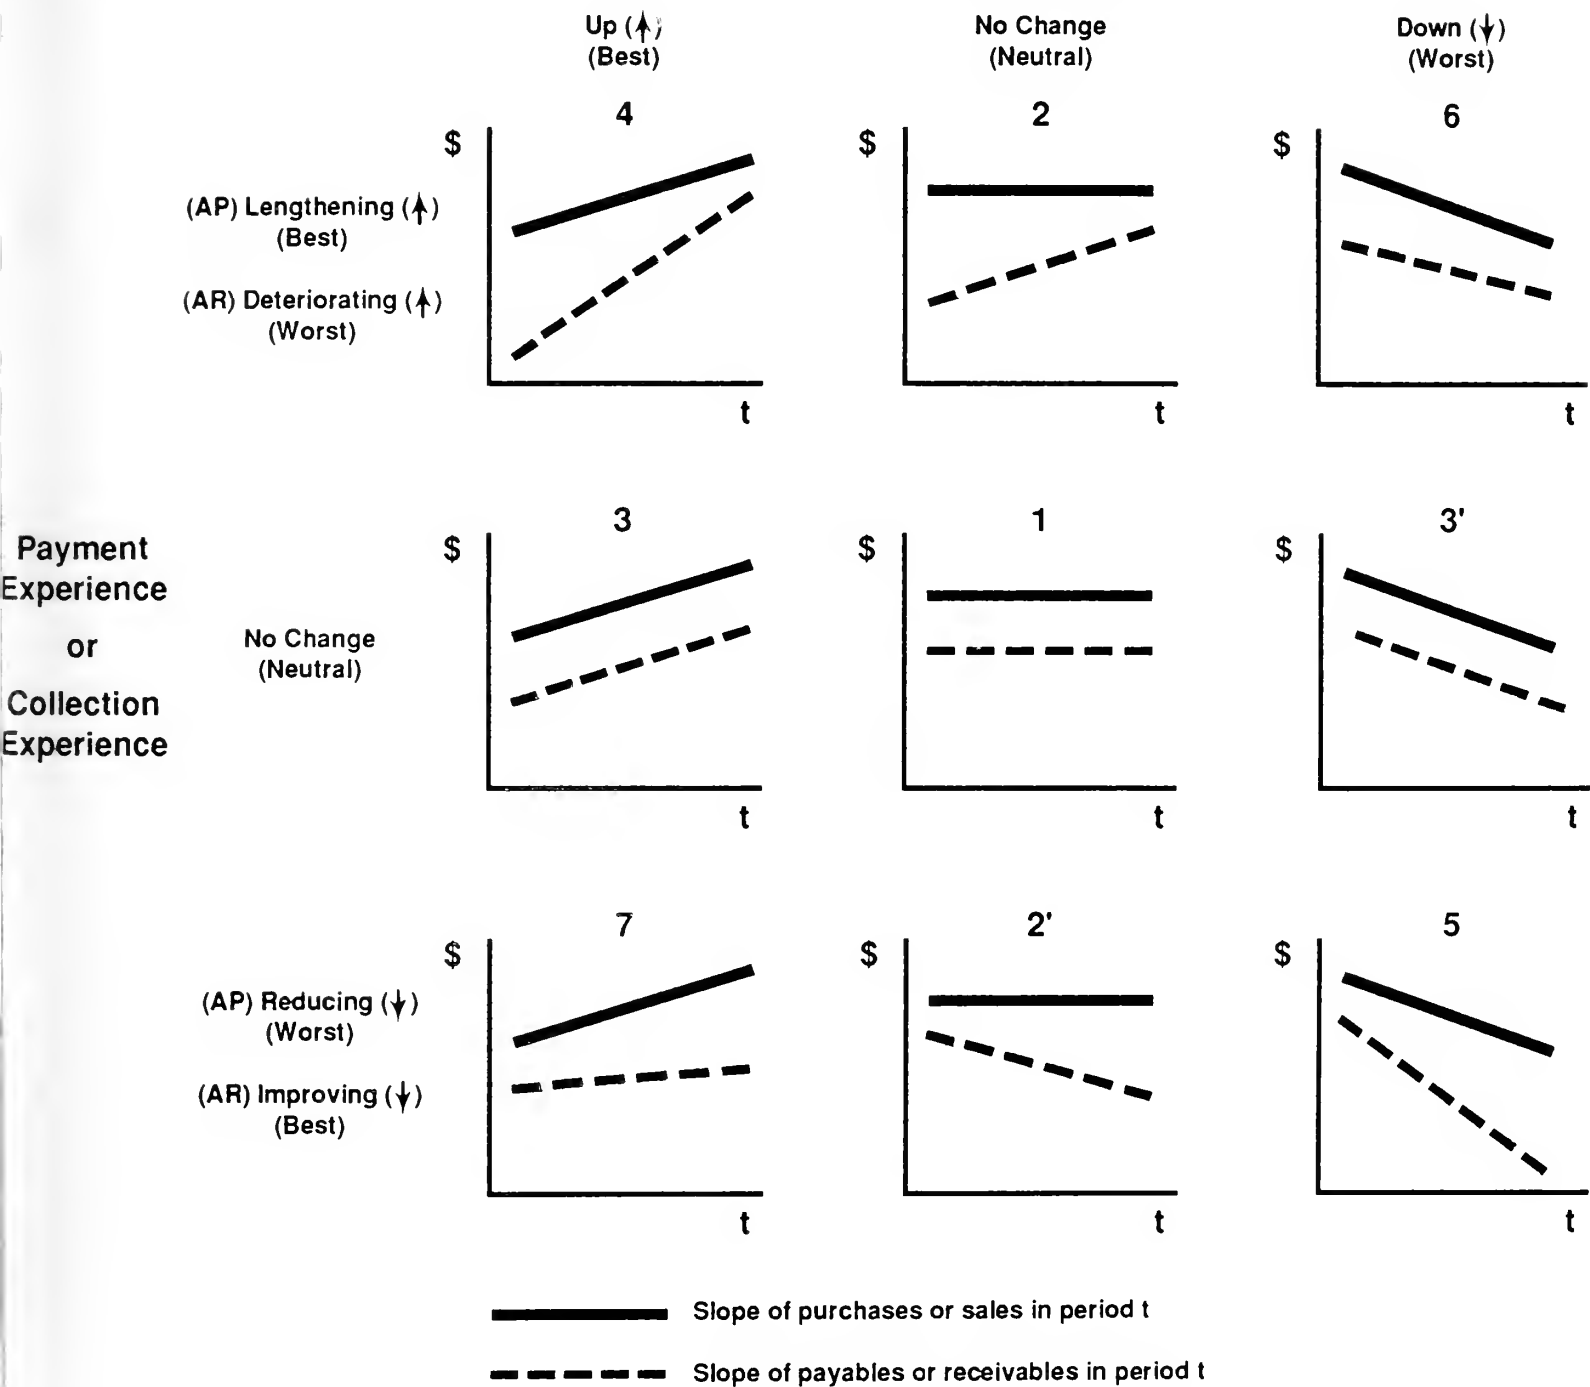 Up (↑)
(Best)
No Change
(Neutral)
Down (↓)
(Worst)
4
2
6
$
$
$
(AP) Lengthening (↑)
(Best)
(AR) Deteriorating (↑)
(Worst)
t
t
t
3
1
3'
$
$
$
Payment
Experience
or
Collection
Experience
No Change
(Neutral)
t
t
t
7
2'
5
$
$
$
(AP) Reducing (↓)
(Worst)
(AR) Improving (↓)
(Best)
t
t
t
Slope of purchases or sales in period t
Slope of payables or receivables in period t